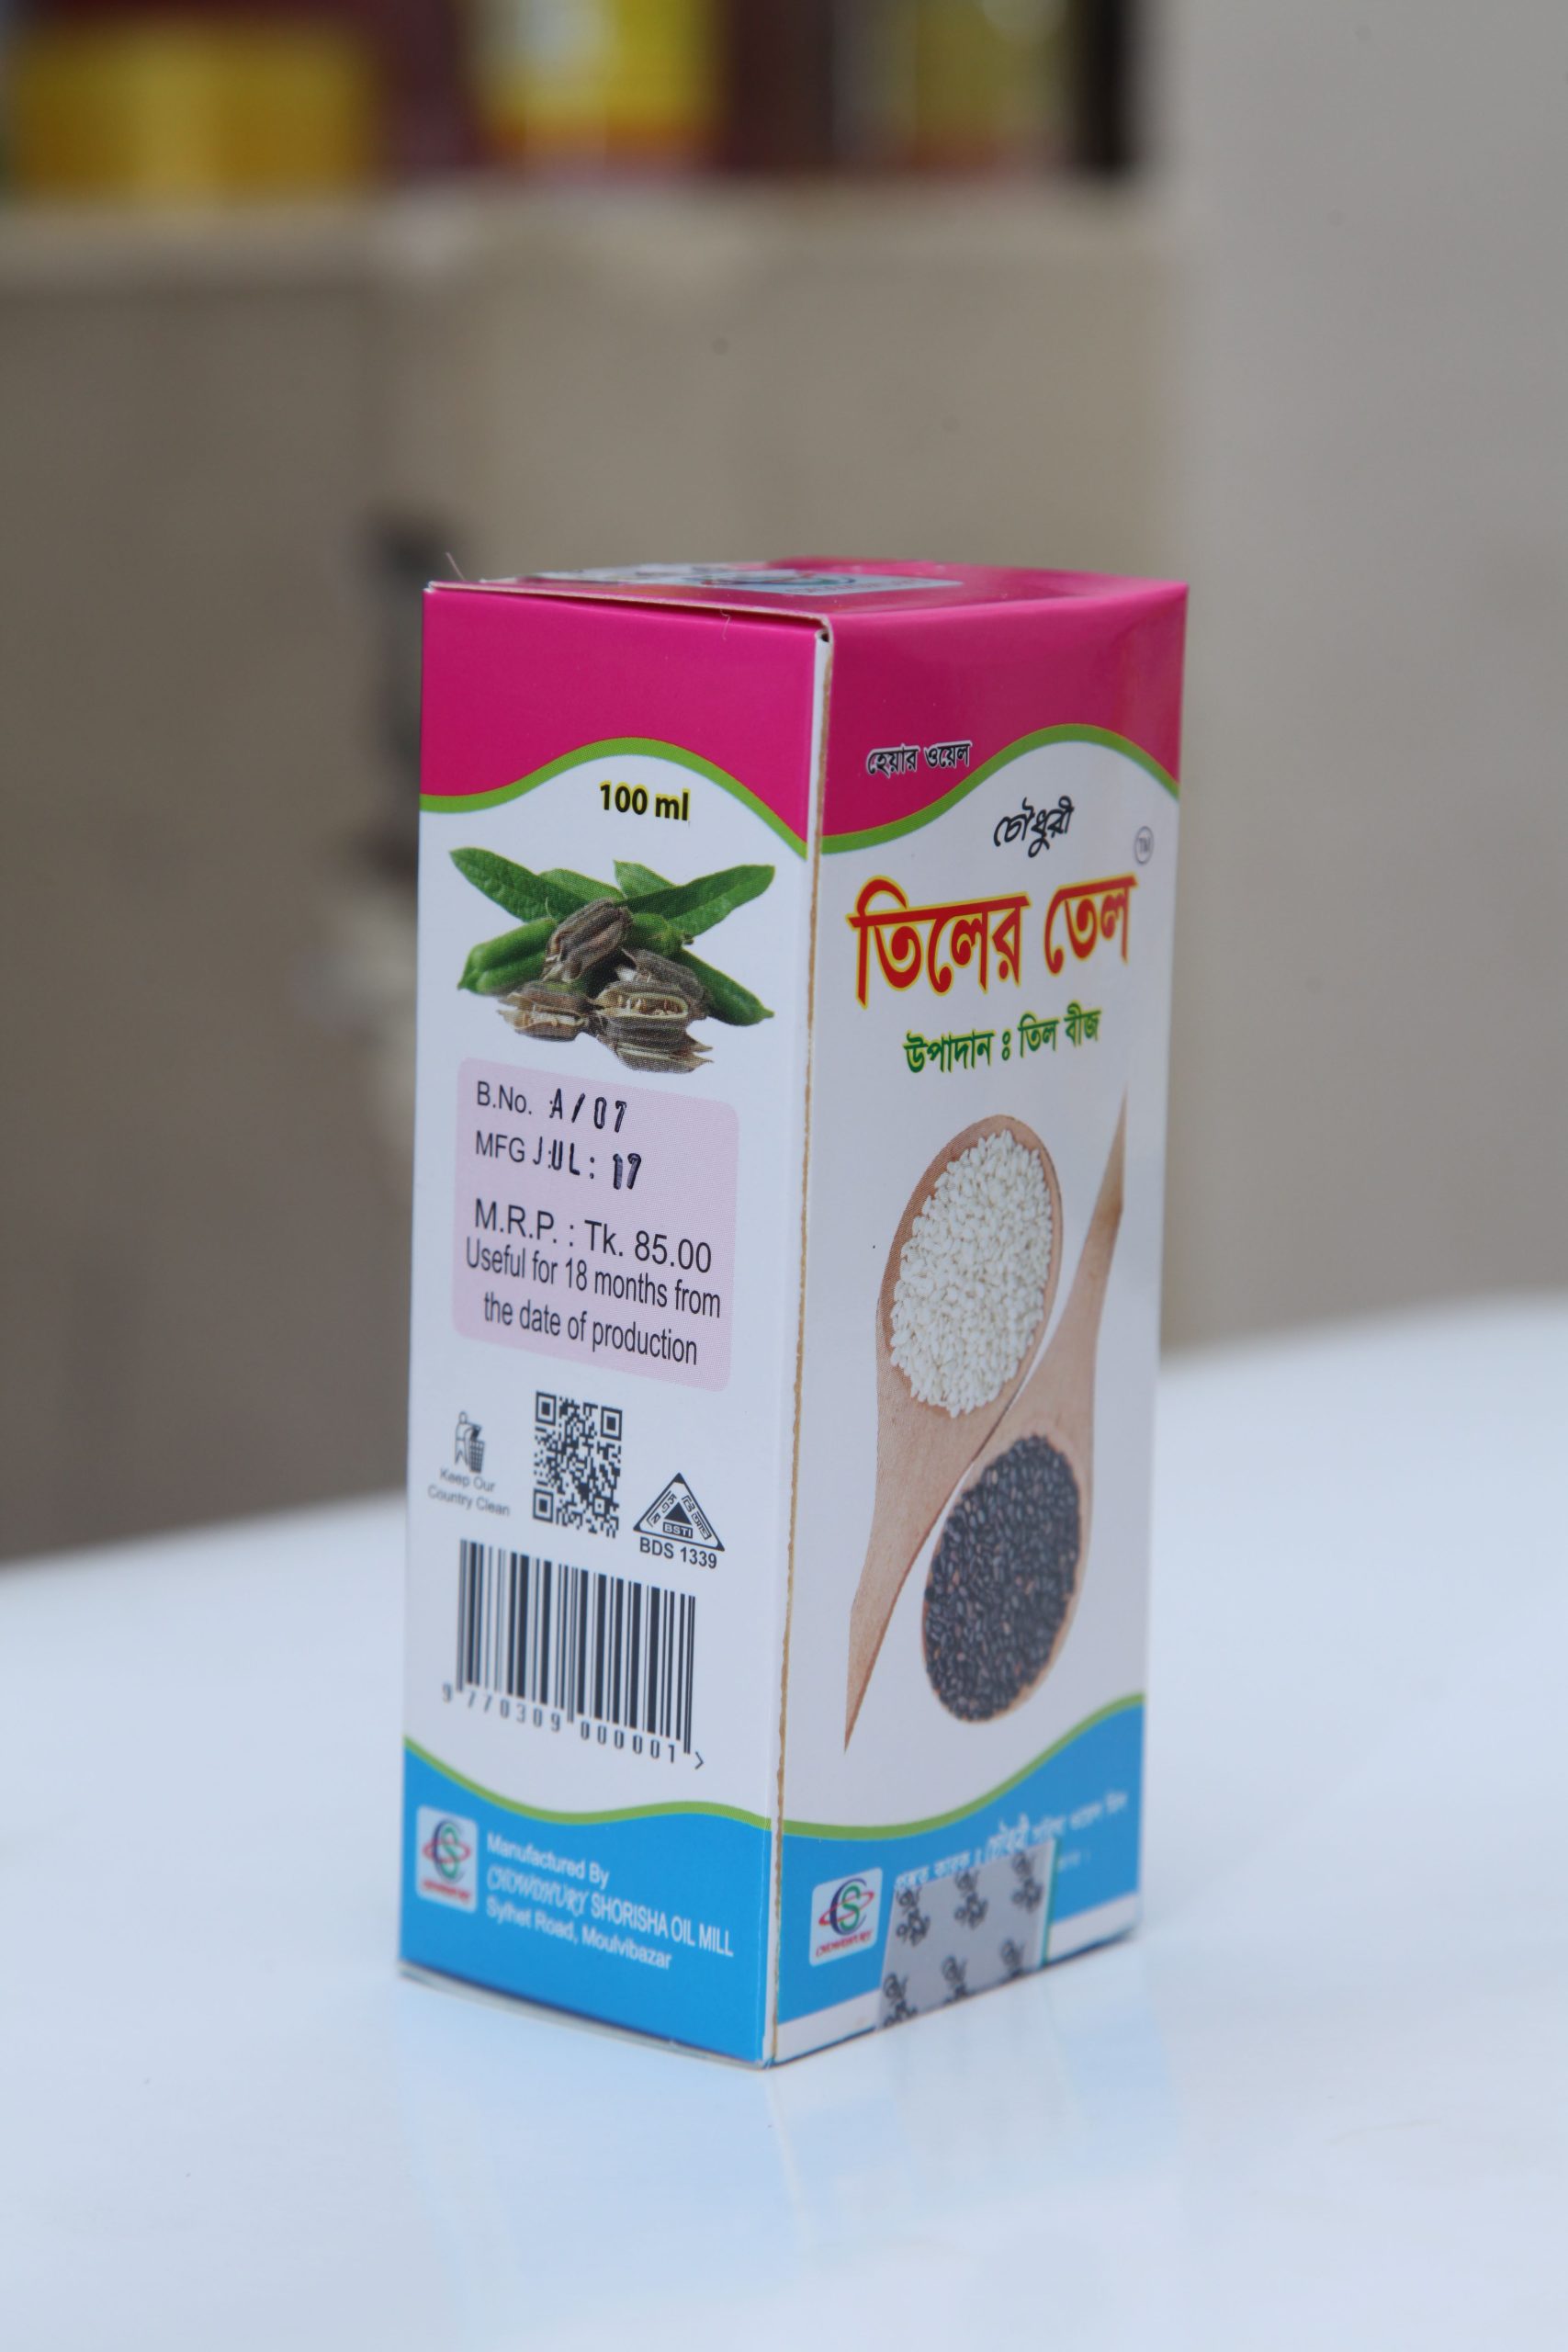 100 ml
B.No. A/07
MFG JUL: 17
M.R.P. : Tk. 85.00
Useful for 18 months from
the date of production
Keep Our
Country Clean
BSTI
BDS 1339
9 770309 000001 >
Manufactured By
CHOWDHURY SHORISHA OIL MILL
Sylhet Road, Moulvibazar
হেয়ার ওয়েল
চৌধুরী
TM
তিলের তেল
উপাদান ঃ তিল বীজ
CHOWDHURY